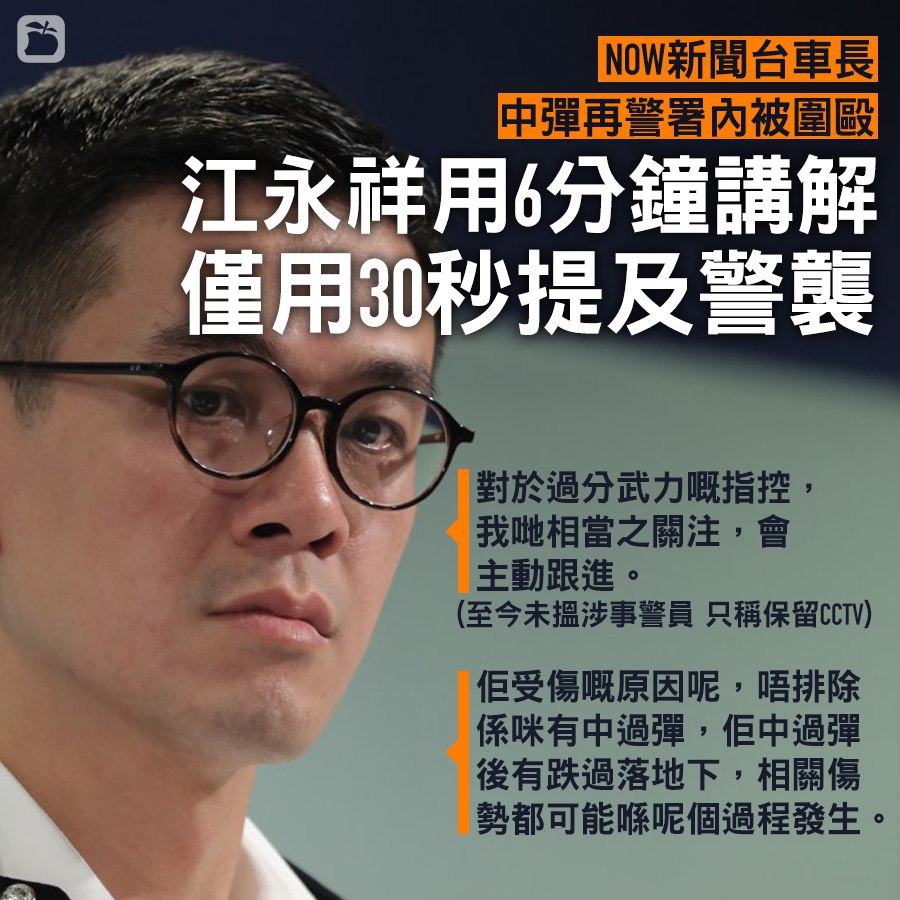 NOW新聞台車長
中彈再警署內被圍毆
江永祥用6分鐘講解
僅用30秒提及警襲
對於過分武力嘅指控，
我哋相當之關注，會
主動跟進。
(至今未搵涉事警員 只稱保留CCTV)
佢受傷嘅原因呢，唔排除
係咪有中過彈，佢中過彈
後有跌過落地下，相關傷
勢都可能喺呢個過程發生。